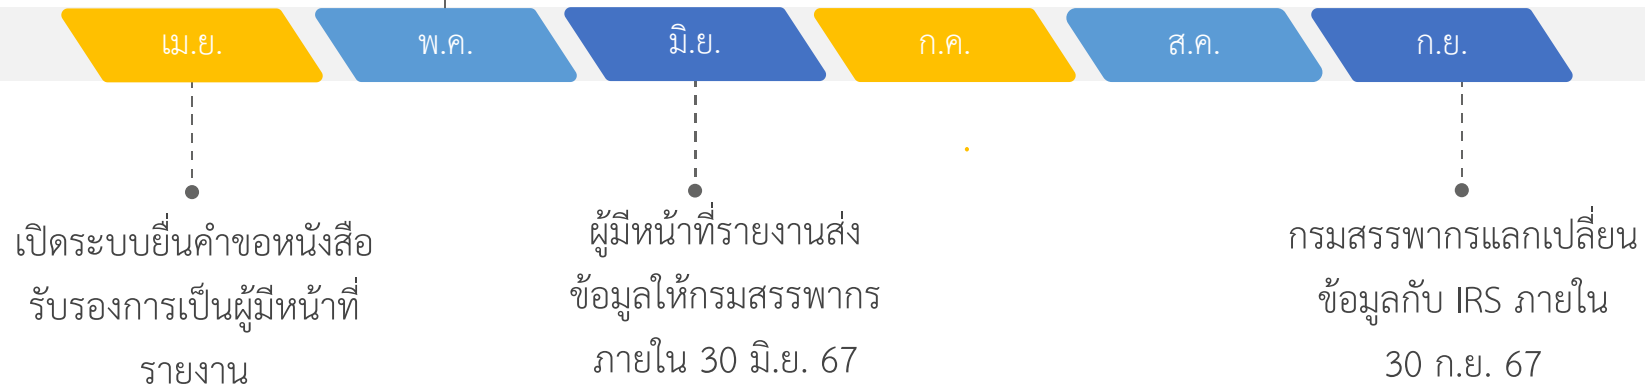 เม.ย.
พ.ค.
มิ.ย.
ก.ค.
ส.ค.
ก.ย.
เปิดระบบยื่นคำขอหนังสือ
รับรองการเป็นผู้มีหน้าที่
รายงาน
ผู้มีหน้าที่รายงานส่ง
ข้อมูลให้กรมสรรพากร
ภายใน 30 มิ.ย. 67
กรมสรรพากรแลกเปลี่ยน
ข้อมูลกับ IRS ภายใน
30 ก.ย. 67